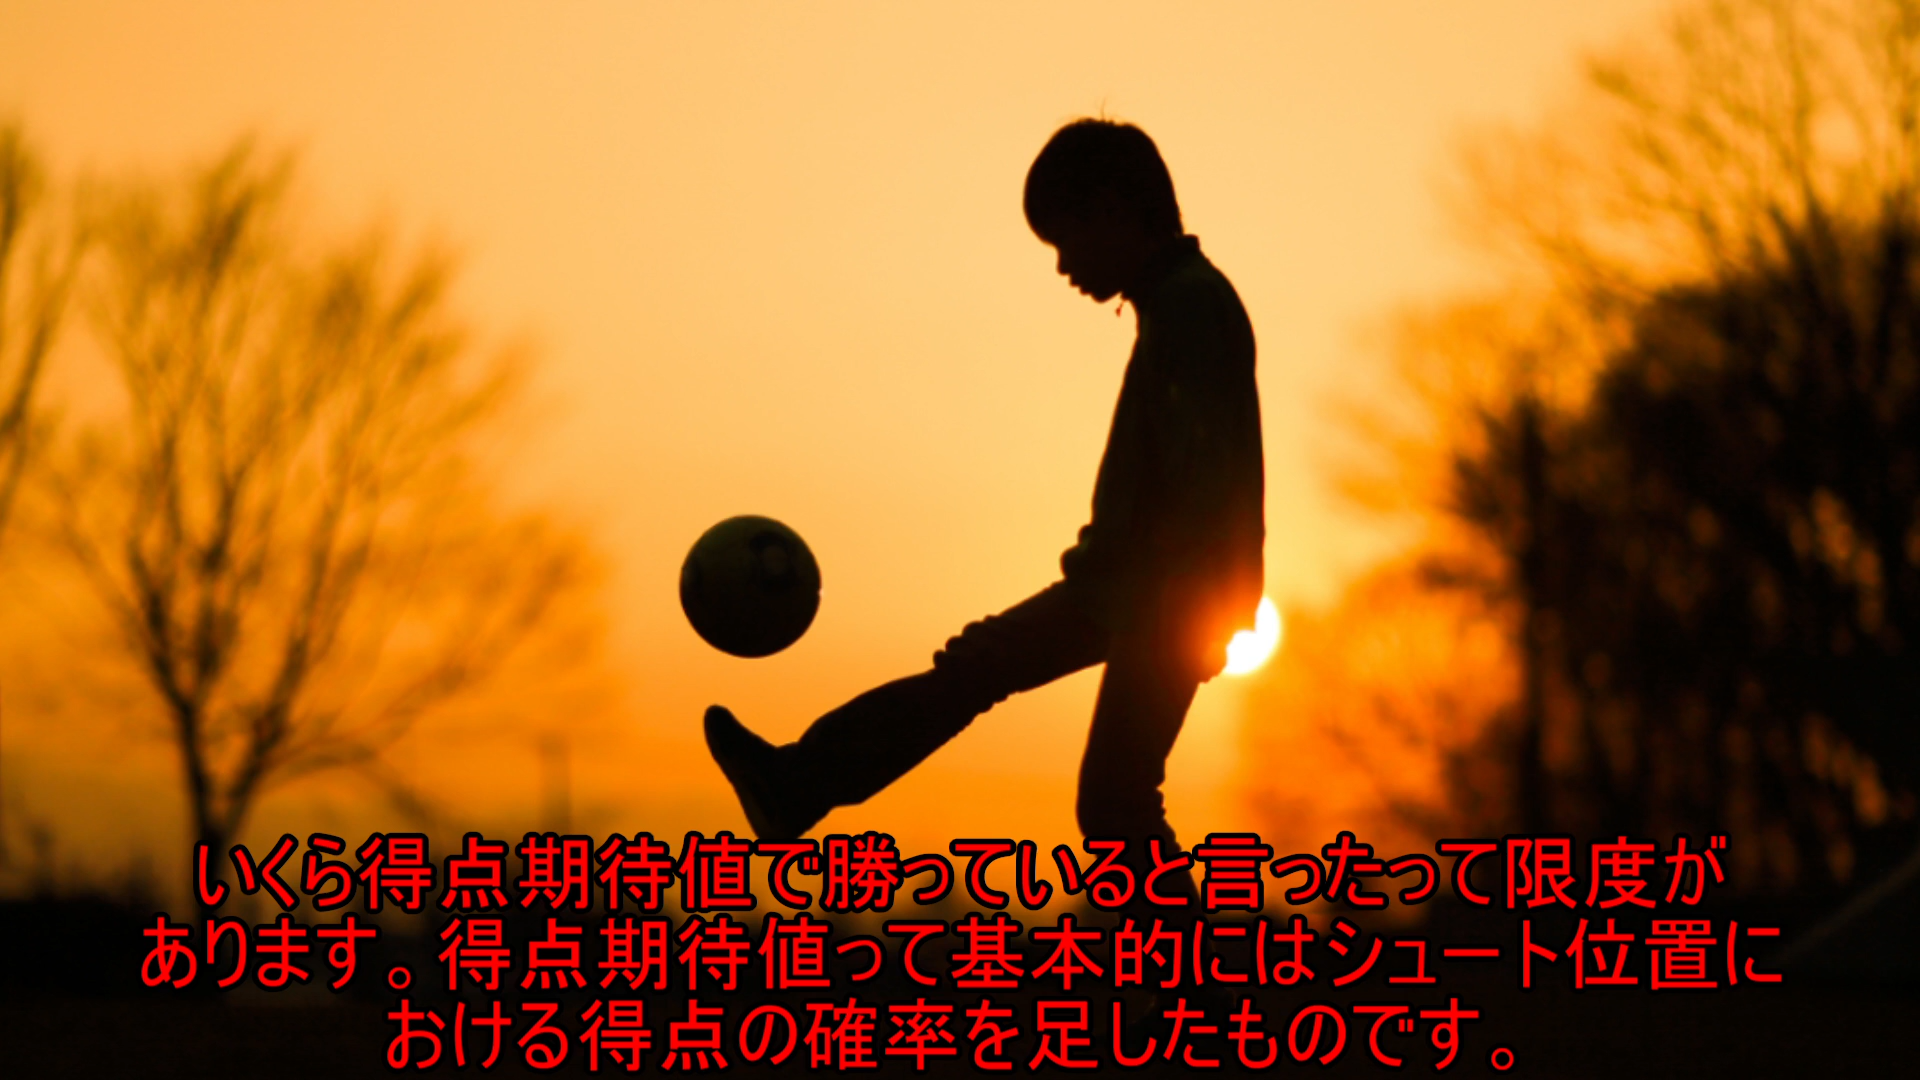 いくら得点期待値で勝っていると言ったって限度が
あります。得点期待値って基本的にはシュート位置に
おける得点の確率を足したものです。